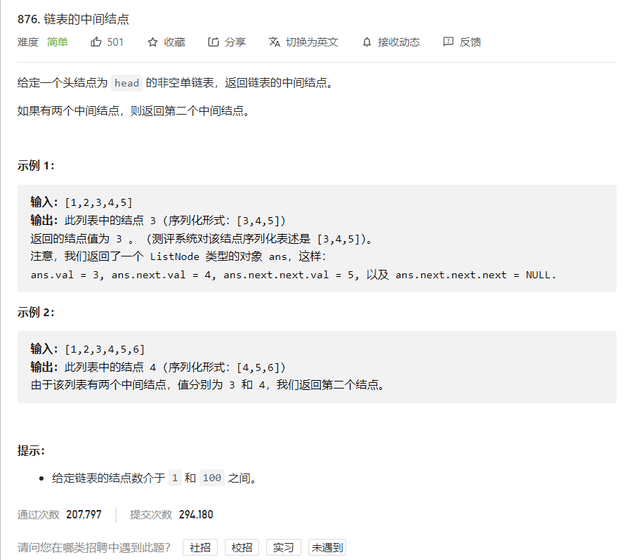 876. 链表的中间结点
难度 简单 501 收藏 分享 切换为英文 接收动态 反馈
给定一个头结点为 head 的非空单链表，返回链表的中间结点。
如果有两个中间结点，则返回第二个中间结点。
示例 1：
输入：[1,2,3,4,5]
输出：此列表中的结点 3 (序列化形式：[3,4,5])
返回的结点值为 3 。 (测评系统对该结点序列化表述是 [3,4,5])。
注意，我们返回了一个 ListNode 类型的对象 ans，这样：
ans.val = 3, ans.next.val = 4, ans.next.next.val = 5, 以及 ans.next.next.next = NULL.
示例 2：
输入：[1,2,3,4,5,6]
输出：此列表中的结点 4 (序列化形式：[4,5,6])
由于该列表有两个中间结点，值分别为 3 和 4，我们返回第二个结点。
提示：
• 给定链表的结点数介于 1 和 100 之间。
通过次数 207,797 提交次数 294,180
请问您在哪类招聘中遇到此题？ 社招 校招 实习 未遇到